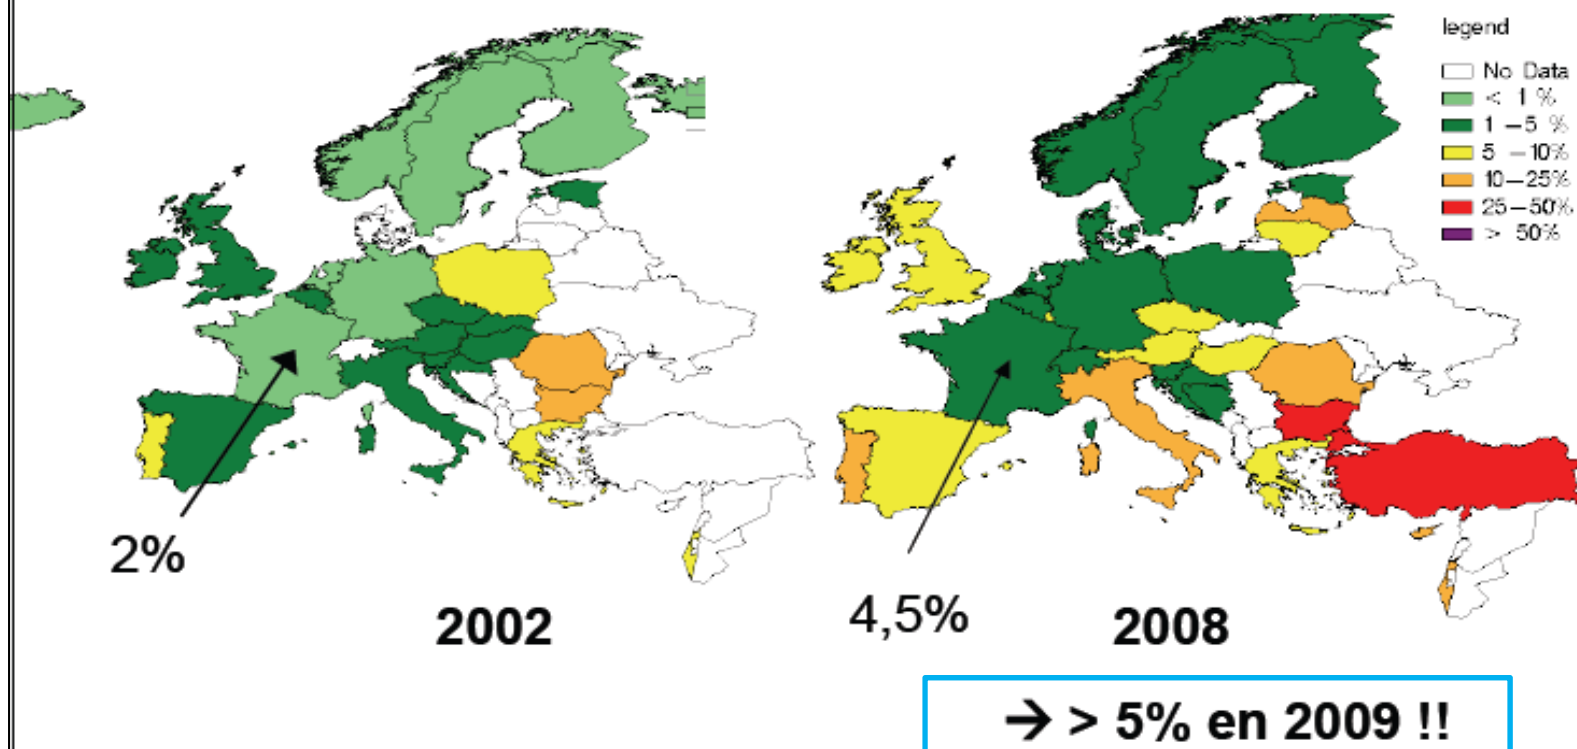 legend
No Data
< 1 %
1 – 5 %
5 – 10%
10 – 25%
25 – 50%
> 50%
2%
4,5%
2002
2008
→ > 5% en 2009 !!